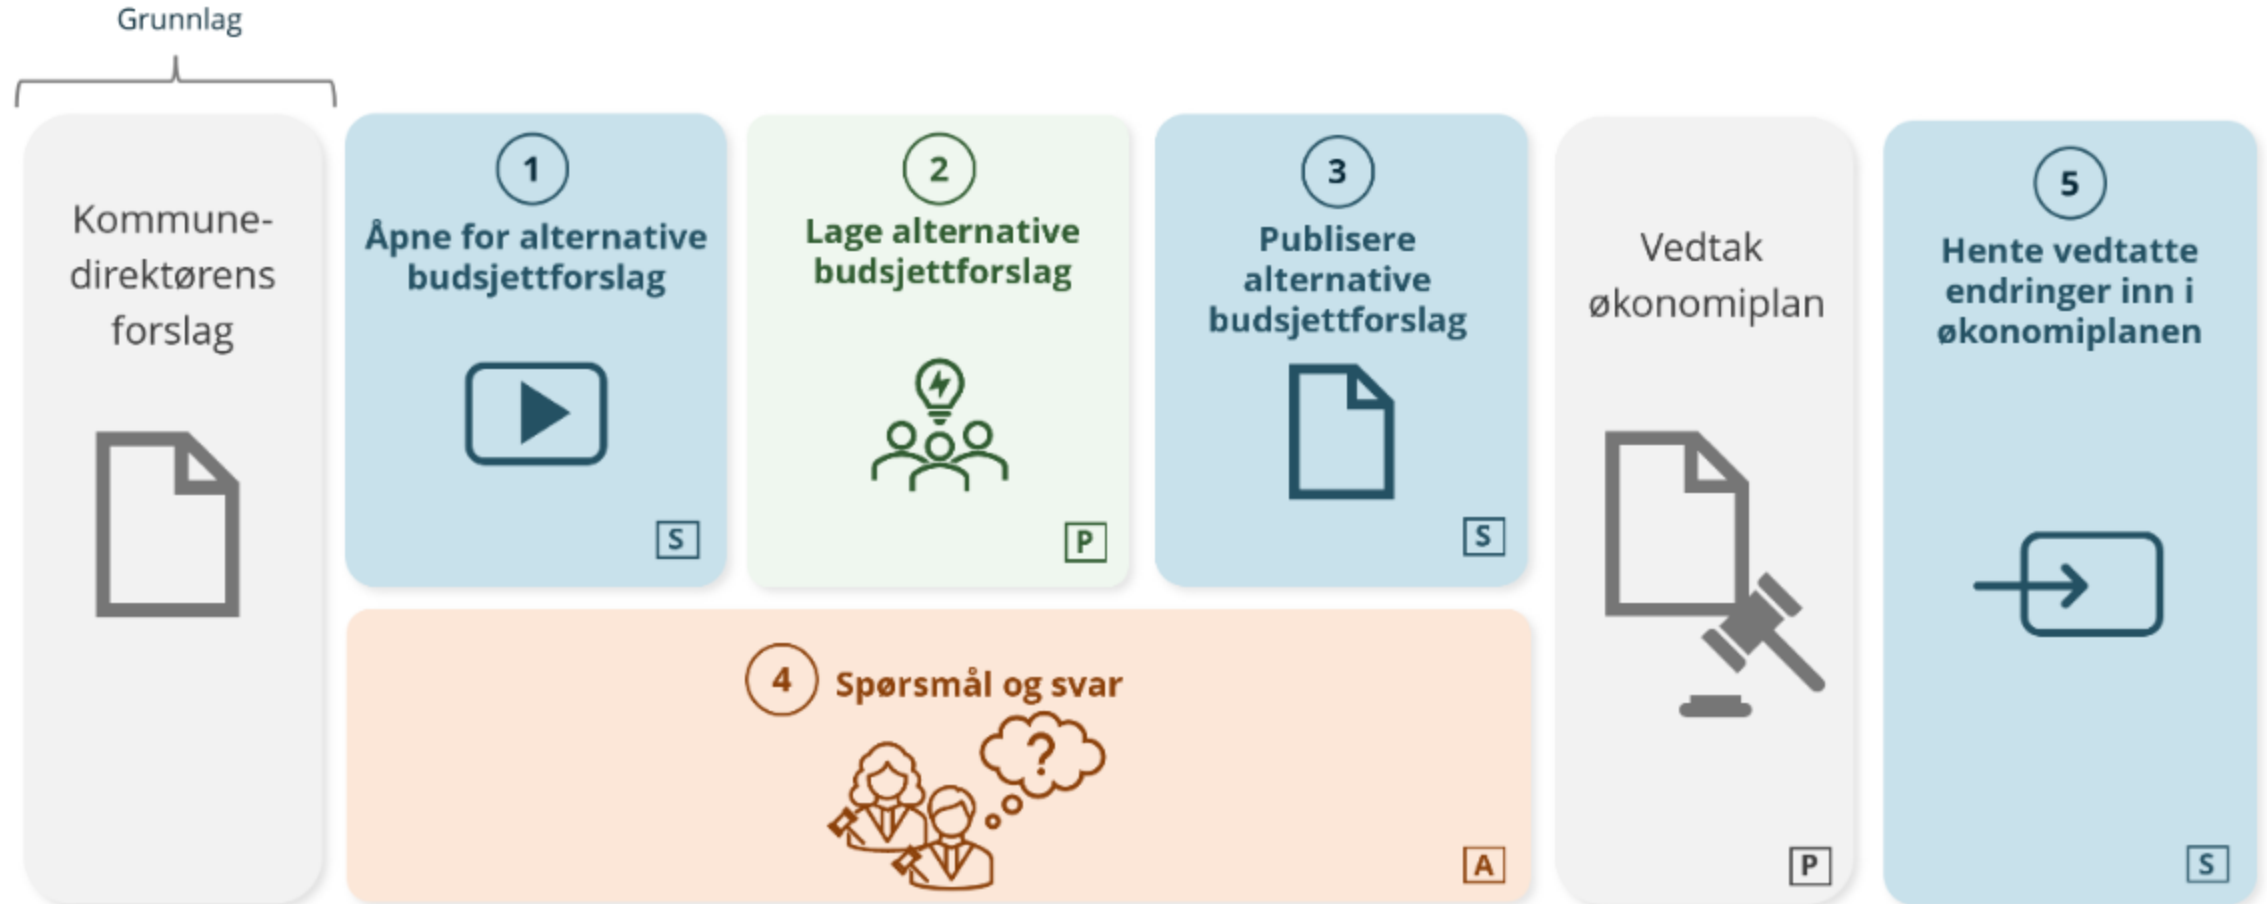 Grunnlag
Kommune-
direktørens
forslag
1
Åpne for alternative
budsjettforslag
S
2
Lage alternative
budsjettforslag
P
3
Publisere
alternative
budsjettforslag
S
4 Spørsmål og svar
?
A
Vedtak
økonomiplan
P
5
Hente vedtatte
endringer inn i
økonomiplanen
S